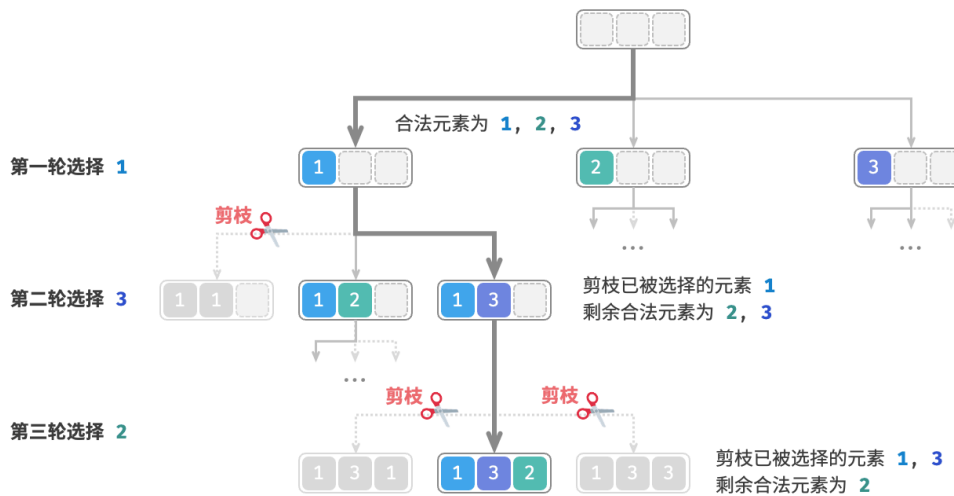 合法元素为 1, 2, 3
第一轮选择 1
1
2
3
剪枝
...
...
第二轮选择 3
1 1
1 2
1 3
剪枝已被选择的元素 1
剩余合法元素为 2, 3
...
剪枝
剪枝
第三轮选择 2
1 3 1
1 3 2
1 3 3
剪枝已被选择的元素 1, 3
剩余合法元素为 2